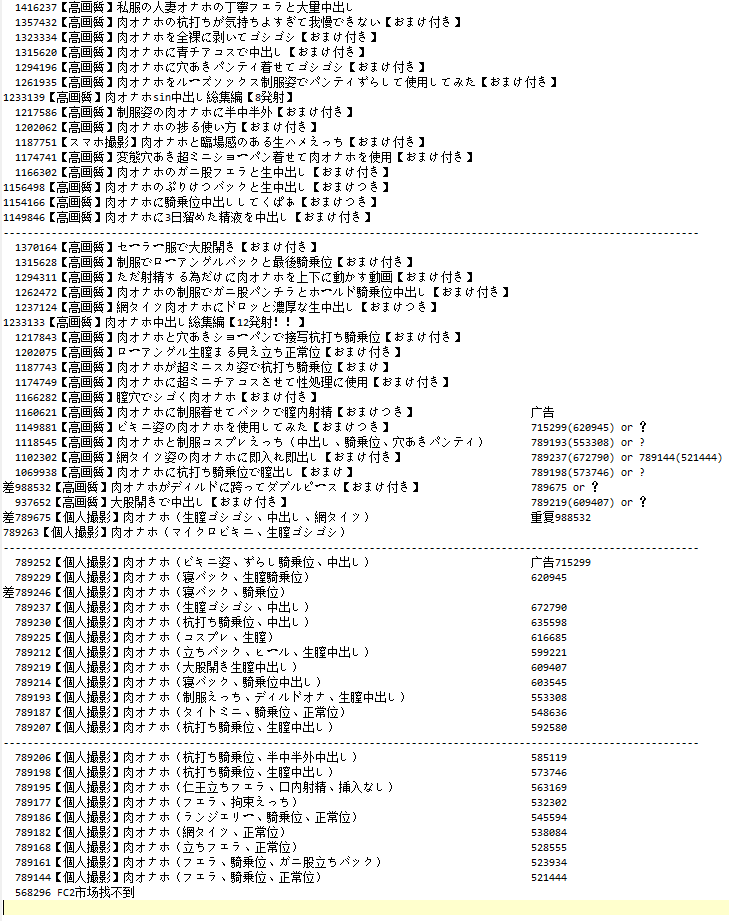 1416237【高画質】私服の人妻オナホの丁寧フェラと大量中出し
1357432【高画質】肉オナホの杭打ちが気持ちよすぎて我慢できない【おまけ付き】
1323334【高画質】肉オナホを全裸に剥いてゴシゴシ【おまけ付き】
1315620【高画質】肉オナホに青チアコスで中出し【おまけ付き】
1294196【高画質】肉オナホに穴あきパンティ着せてゴシゴシ【おまけ付き】
1261935【高画質】肉オナホをルーズソックス制服姿でパンティずらして使用してみた【おまけ付き】
1233139【高画質】肉オナホsin中出し総集編【8発射】
1217586【高画質】制服姿の肉オナホに半中半外【おまけ付き】
1202062【高画質】肉オナホの捗る使い方【おまけ付き】
1187751【スマホ撮影】肉オナホと臨場感のある生ハメえっち【おまけ付き】
1174741【高画質】変態穴あき超ミニショーパン着せて肉オナホを使用【おまけ付き】
1166302【高画質】肉オナホのガニ股フェラと生中出し【おまけ付き】
1156498【高画質】肉オナホのぷりけつバックと生中出し【おまけつき】
1154166【高画質】肉オナホに騎乗位中出ししてくぱぁ【おまけつき】
1149846【高画質】肉オナホに3日溜めた精液を中出し【おまけ付き】
1370164【高画質】セーラー服で大股開き【おまけ付き】
1315628【高画質】制服でローアングルバックと最後騎乗位【おまけ付き】
1294311【高画質】ただ射精する為だけに肉オナホを上下に動かす動画【おまけ付き】
1262472【高画質】肉オナホの制服でガニ股パンチラとホールド騎乗位中出し【おまけ付き】
1237124【高画質】網タイツ肉オナホにドロッと濃厚な生中出し【おまけつき】
1233133【高画質】肉オナホ中出し総集編【12発射！！】
1217843【高画質】肉オナホと穴あきショーパンで接写杭打ち騎乗位【おまけ付き】
1202075【高画質】ローアングル生膣まる見え立ち正常位【おまけ付き】
1187743【高画質】肉オナホが超ミニスカ姿で杭打ち騎乗位【おまけ】
1174749【高画質】肉オナホに超ミニチアコスさせて性処理に使用【おまけ付き】
1166282【高画質】膣穴でシゴく肉オナホ【おまけ付き】
1160621【高画質】肉オナホに制服着せてバックで膣内射精【おまけつき】 广告
1149881【高画質】ビキニ姿の肉オナホを使用してみた【おまけつき】 715299(620945) or ？
1118545【高画質】肉オナホと制服コスプレえっち（中出し、騎乗位、穴あきパンティ） 789193(553308) or ?
1102302【高画質】網タイツ姿の肉オナホに即入れ即出し【おまけ付き】 789237(672790) or 789144(521444)
1069938【高画質】肉オナホに杭打ち騎乗位で膣出し【おまけ】 789198(573746) or ?
差988532【高画質】肉オナホがディルドに跨ってダブルピース【おまけ付き】 789675 or ？
937652【高画質】大股開きで中出し【おまけ付き】 789219(609407) or ？
差789675【個人撮影】肉オナホ（生膣ゴシゴシ、中出し、網タイツ） 重复988532
789263【個人撮影】肉オナホ（マイクロビキニ、生膣ゴシゴシ）
789252【個人撮影】肉オナホ（ビキニ姿、ずらし騎乗位、中出し） 广告715299
789229【個人撮影】肉オナホ（寝バック、生膣騎乗位） 620945
差789246【個人撮影】肉オナホ（寝バック、騎乗位）
789237【個人撮影】肉オナホ（生膣ゴシゴシ、中出し） 672790
789230【個人撮影】肉オナホ（杭打ち騎乗位、中出し） 635598
789225【個人撮影】肉オナホ（コスプレ、生膣） 616685
789212【個人撮影】肉オナホ（立ちバック、ヒール、生膣中出し） 599221
789219【個人撮影】肉オナホ（大股開き生膣中出し） 609407
789214【個人撮影】肉オナホ（寝バック、騎乗位中出し） 603545
789193【個人撮影】肉オナホ（制服えっち、ディルドオナ、生膣中出し） 553308
789187【個人撮影】肉オナホ（タイトミニ、騎乗位、正常位） 548636
789207【個人撮影】肉オナホ（杭打ち騎乗位、生膣中出し） 592580
789206【個人撮影】肉オナホ（杭打ち騎乗位、半中半外中出し） 585119
789198【個人撮影】肉オナホ（杭打ち騎乗位、生膣中出し） 573746
789195【個人撮影】肉オナホ（仁王立ちフェラ、口内射精、挿入なし） 563169
789177【個人撮影】肉オナホ（フェラ、拘束えっち） 532302
789186【個人撮影】肉オナホ（ランジェリー、騎乗位、正常位） 545594
789182【個人撮影】肉オナホ（網タイツ、正常位） 538084
789168【個人撮影】肉オナホ（立ちフェラ、正常位） 528555
789161【個人撮影】肉オナホ（フェラ、騎乗位、ガニ股立ちバック） 523934
789144【個人撮影】肉オナホ（フェラ、騎乗位、正常位） 521444
568296 FC2市场找不到